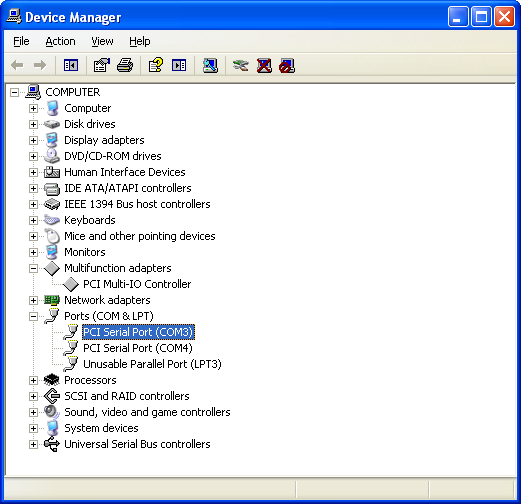 Device Manager
File Action View Help
COMPUTER
Computer
Disk drives
Display adapters
DVD/CD-ROM drives
Human Interface Devices
IDE ATA/ATAPI controllers
IEEE 1394 Bus host controllers
Keyboards
Mice and other pointing devices
Monitors
Multifunction adapters
PCI Multi-IO Controller
Network adapters
Ports (COM & LPT)
PCI Serial Port (COM3)
PCI Serial Port (COM4)
Unusable Parallel Port (LPT3)
Processors
SCSI and RAID controllers
Sound, video and game controllers
System devices
Universal Serial Bus controllers